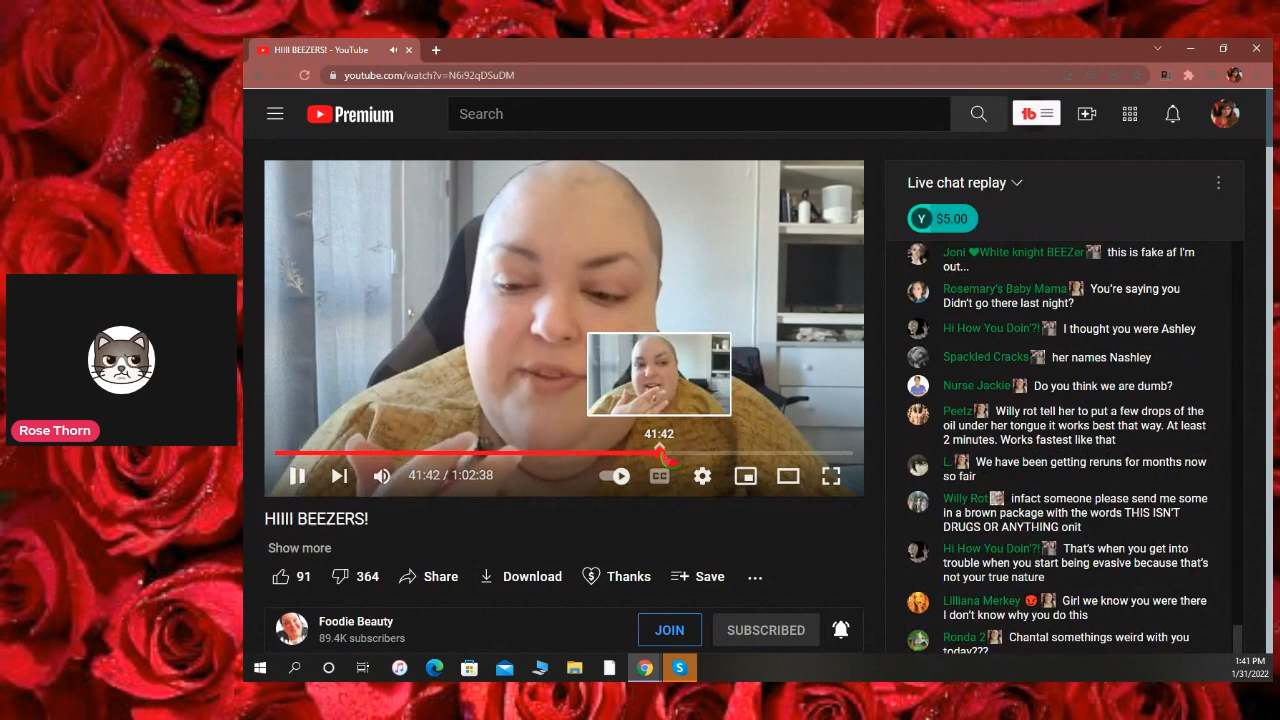 HIIII BEEZERS! - YouTube
youtube.com/watch?v=N6i92qDSuDM
Premium
Search
tb
Live chat replay
Y $5.00
Joni 💚White knight BEEZer this is fake af I'm
out...
Rosemary's Baby Mama You're saying you
Didn't go there last night?
Hi How You Doin'?! I thought you were Ashley
Spackled Cracks her names Nashley
Nurse Jackie Do you think we are dumb?
Peetz Willy rot tell her to put a few drops of the
oil under her tongue it works best that way. At least
2 minutes. Works fastest like that
L. We have been getting reruns for months now
so fair
Willy Rot infact someone please send me some
in a brown package with the words THIS ISN'T
DRUGS OR ANYTHING onit
Hi How You Doin'?! That's when you get into
trouble when you start being evasive because that's
not your true nature
Lilliana Merkey 😈 Girl we know you were there
I don't know why you do this
Ronda 2 Chantal somethings weird with you
today???
41:42
41:42 / 1:02:38
CC
HIIII BEEZERS!
Show more
91
364
Share
Download
Thanks
Save
Foodie Beauty
89.4K subscribers
JOIN
SUBSCRIBED
Rose Thorn
1:41 PM
1/31/2022